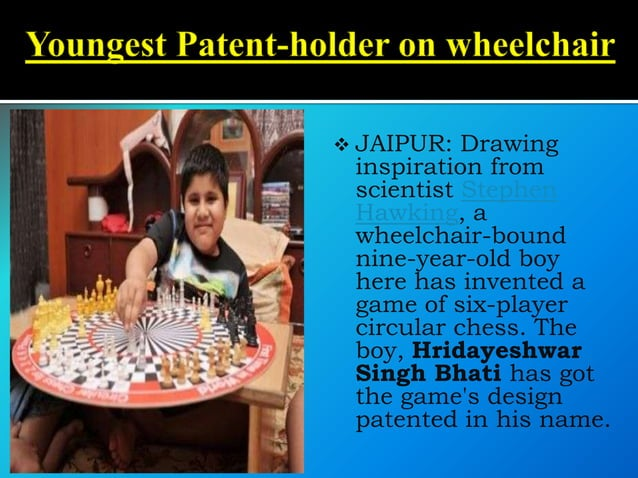 Youngest Patent-holder on wheelchair
❖ JAIPUR: Drawing
inspiration from
scientist Stephen
Hawking, a
wheelchair-bound
nine-year-old boy
here has invented a
game of six-player
circular chess. The
boy, Hridayeshwar
Singh Bhati has got
the game's design
patented in his name.
Circular Chess